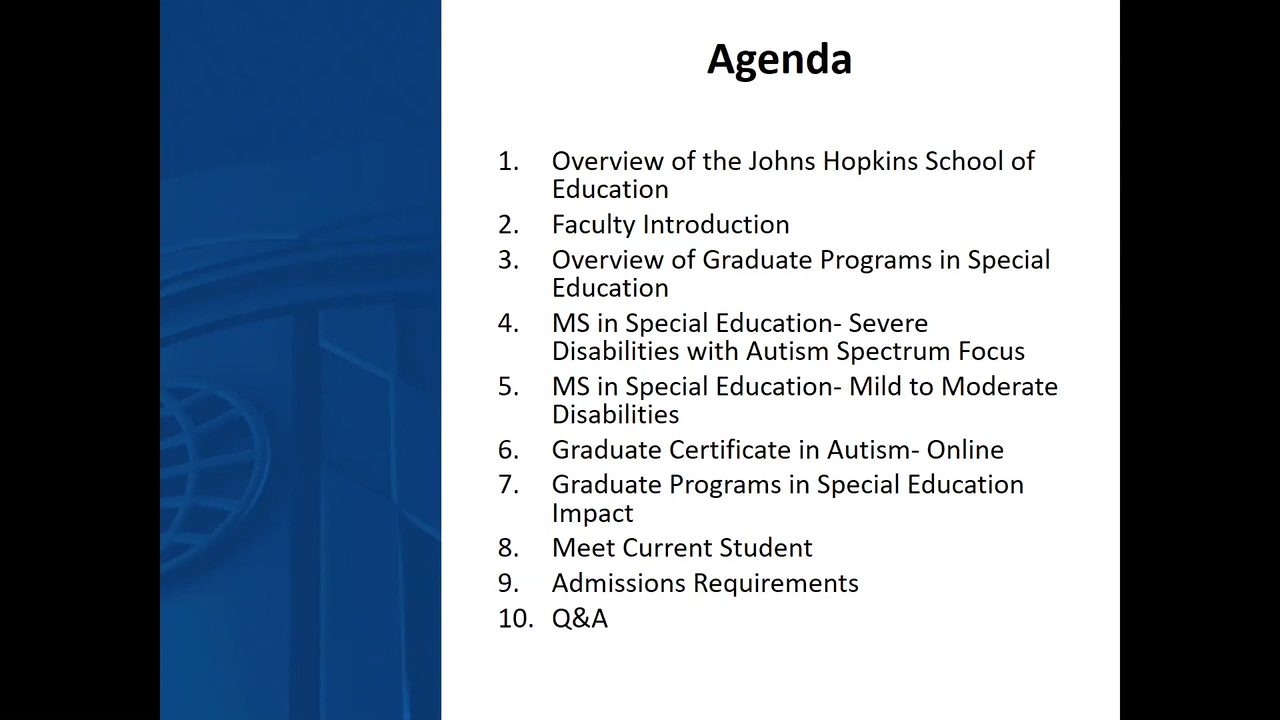 Agenda
1. Overview of the Johns Hopkins School of
Education
2. Faculty Introduction
3. Overview of Graduate Programs in Special
Education
4. MS in Special Education- Severe
Disabilities with Autism Spectrum Focus
5. MS in Special Education- Mild to Moderate
Disabilities
6. Graduate Certificate in Autism- Online
7. Graduate Programs in Special Education
Impact
8. Meet Current Student
9. Admissions Requirements
10. Q&A